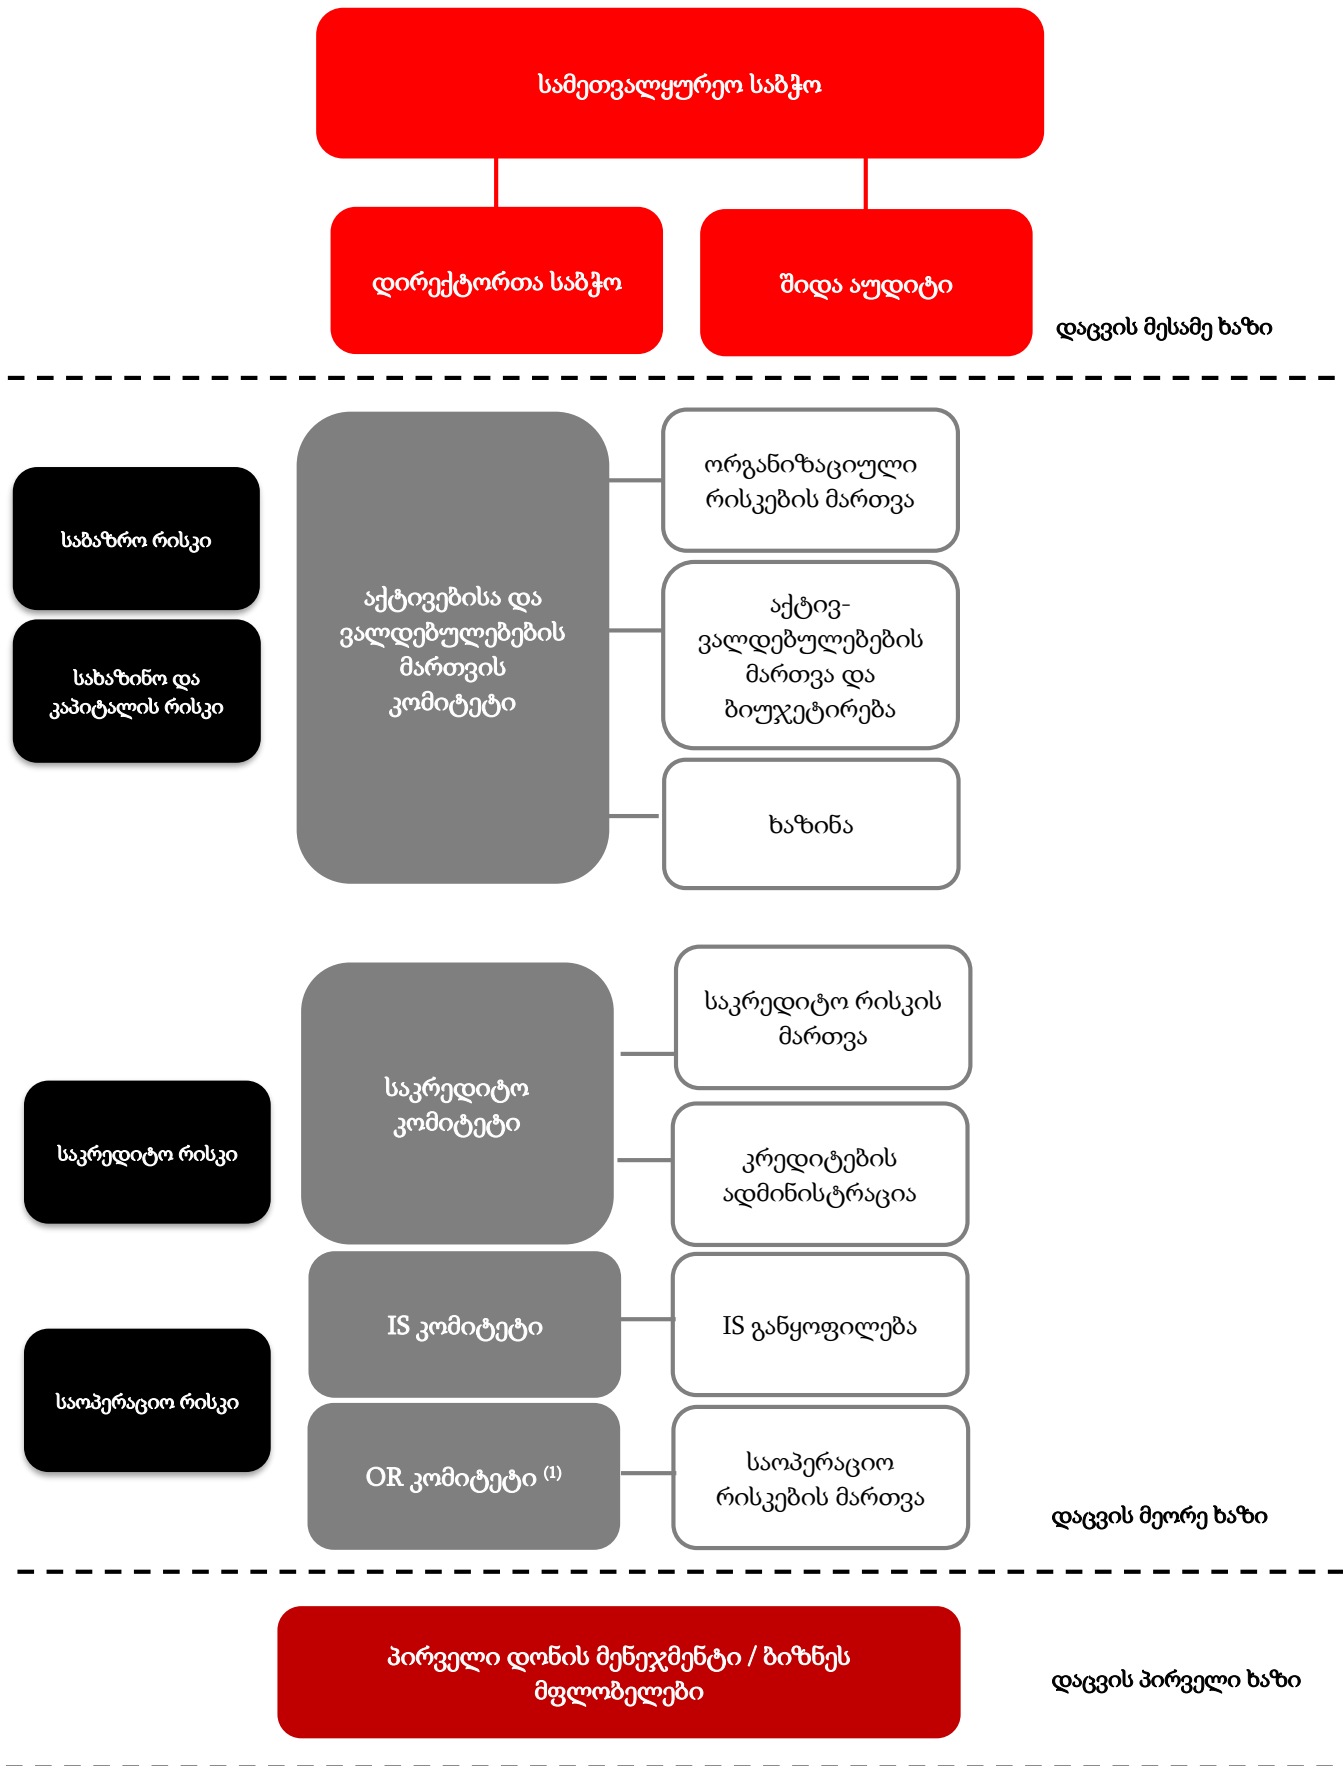 სამეთვალყურეო საბჭო
დირექტორთა საბჭო
შიდა აუდიტი
დაცვის მესამე ხაზი
საბაზრო რისკი
სახაზინო და
კაპიტალის რისკი
აქტივებისა და
ვალდებულებების
მართვის
კომიტეტი
ორგანიზაციული
რისკების მართვა
აქტივ-
ვალდებულებების
მართვა და
ბიუჯეტირება
ხაზინა
საკრედიტო რისკი
საკრედიტო
კომიტეტი
საკრედიტო რისკის
მართვა
კრედიტების
ადმინისტრაცია
საოპერაციო რისკი
IS კომიტეტი
IS განყოფილება
OR კომიტეტი (1)
საოპერაციო
რისკების მართვა
დაცვის მეორე ხაზი
პირველი დონის მენეჯმენტი / ბიზნეს
მფლობელები
დაცვის პირველი ხაზი